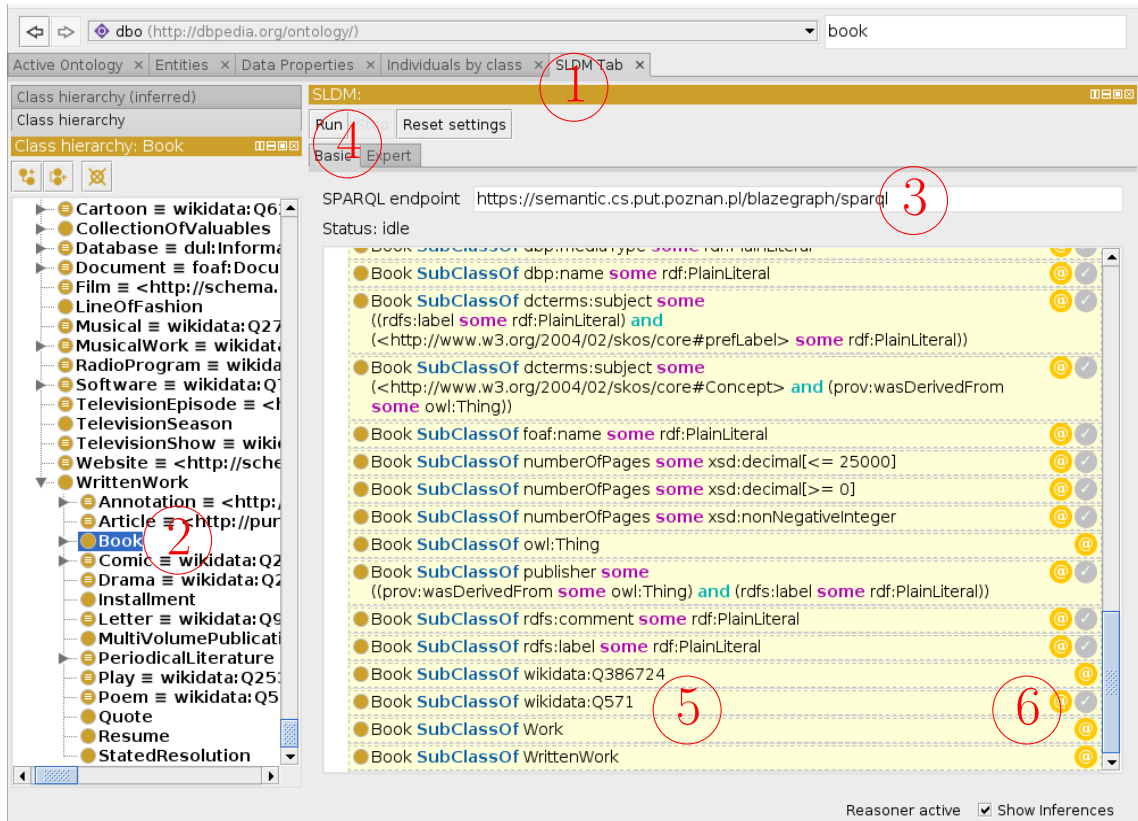 dbo (http://dbpedia.org/ontology/)
book
Active Ontology × Entities × Data Properties × Individuals by class × SLDM Tab ×
1
Class hierarchy (inferred)
Class hierarchy
Class hierarchy: Book
Cartoon ≡ wikidata:Q6
CollectionOfValuables
Database ≡ dul:Informa
Document ≡ foaf:Docu
Film ≡ <http://schema.
LineOfFashion
Musical ≡ wikidata:Q27
MusicalWork ≡ wikidat
RadioProgram ≡ wikida
Software ≡ wikidata:Q
TelevisionEpisode ≡ <
TelevisionSeason
TelevisionShow ≡ wiki
Website ≡ <http://sche
WrittenWork
Annotation ≡ <http:
Article ≡ <http://pur
Book
2
Comic ≡ wikidata:Q2
Drama ≡ wikidata:Q2
Installment
Letter ≡ wikidata:Q9
MultiVolumePublicati
PeriodicalLiterature
Play ≡ wikidata:Q25
Poem ≡ wikidata:Q5
Quote
Resume
StatedResolution
SLDM:
Run Reset settings
4
Basic Expert
SPARQL endpoint https://semantic.cs.put.poznan.pl/blazegraph/sparql
3
Status: idle
Book SubClassOf dbp:mediaType some rdf:PlainLiteral
Book SubClassOf dbp:name some rdf:PlainLiteral @
Book SubClassOf dcterms:subject some @
((rdfs:label some rdf:PlainLiteral) and
(<http://www.w3.org/2004/02/skos/core#prefLabel> some rdf:PlainLiteral))
Book SubClassOf dcterms:subject some @
(<http://www.w3.org/2004/02/skos/core#Concept> and (prov:wasDerivedFrom
some owl:Thing))
Book SubClassOf foaf:name some rdf:PlainLiteral @
Book SubClassOf numberOfPages some xsd:decimal[<= 25000] @
Book SubClassOf numberOfPages some xsd:decimal[>= 0] @
Book SubClassOf numberOfPages some xsd:nonNegativeInteger @
Book SubClassOf owl:Thing @
Book SubClassOf publisher some @
((prov:wasDerivedFrom some owl:Thing) and (rdfs:label some rdf:PlainLiteral))
Book SubClassOf rdfs:comment some rdf:PlainLiteral @
Book SubClassOf rdfs:label some rdf:PlainLiteral @
Book SubClassOf wikidata:Q386724 @
Book SubClassOf wikidata:Q571 @
5 6
Book SubClassOf Work @
Book SubClassOf WrittenWork @
Reasoner active Show Inferences